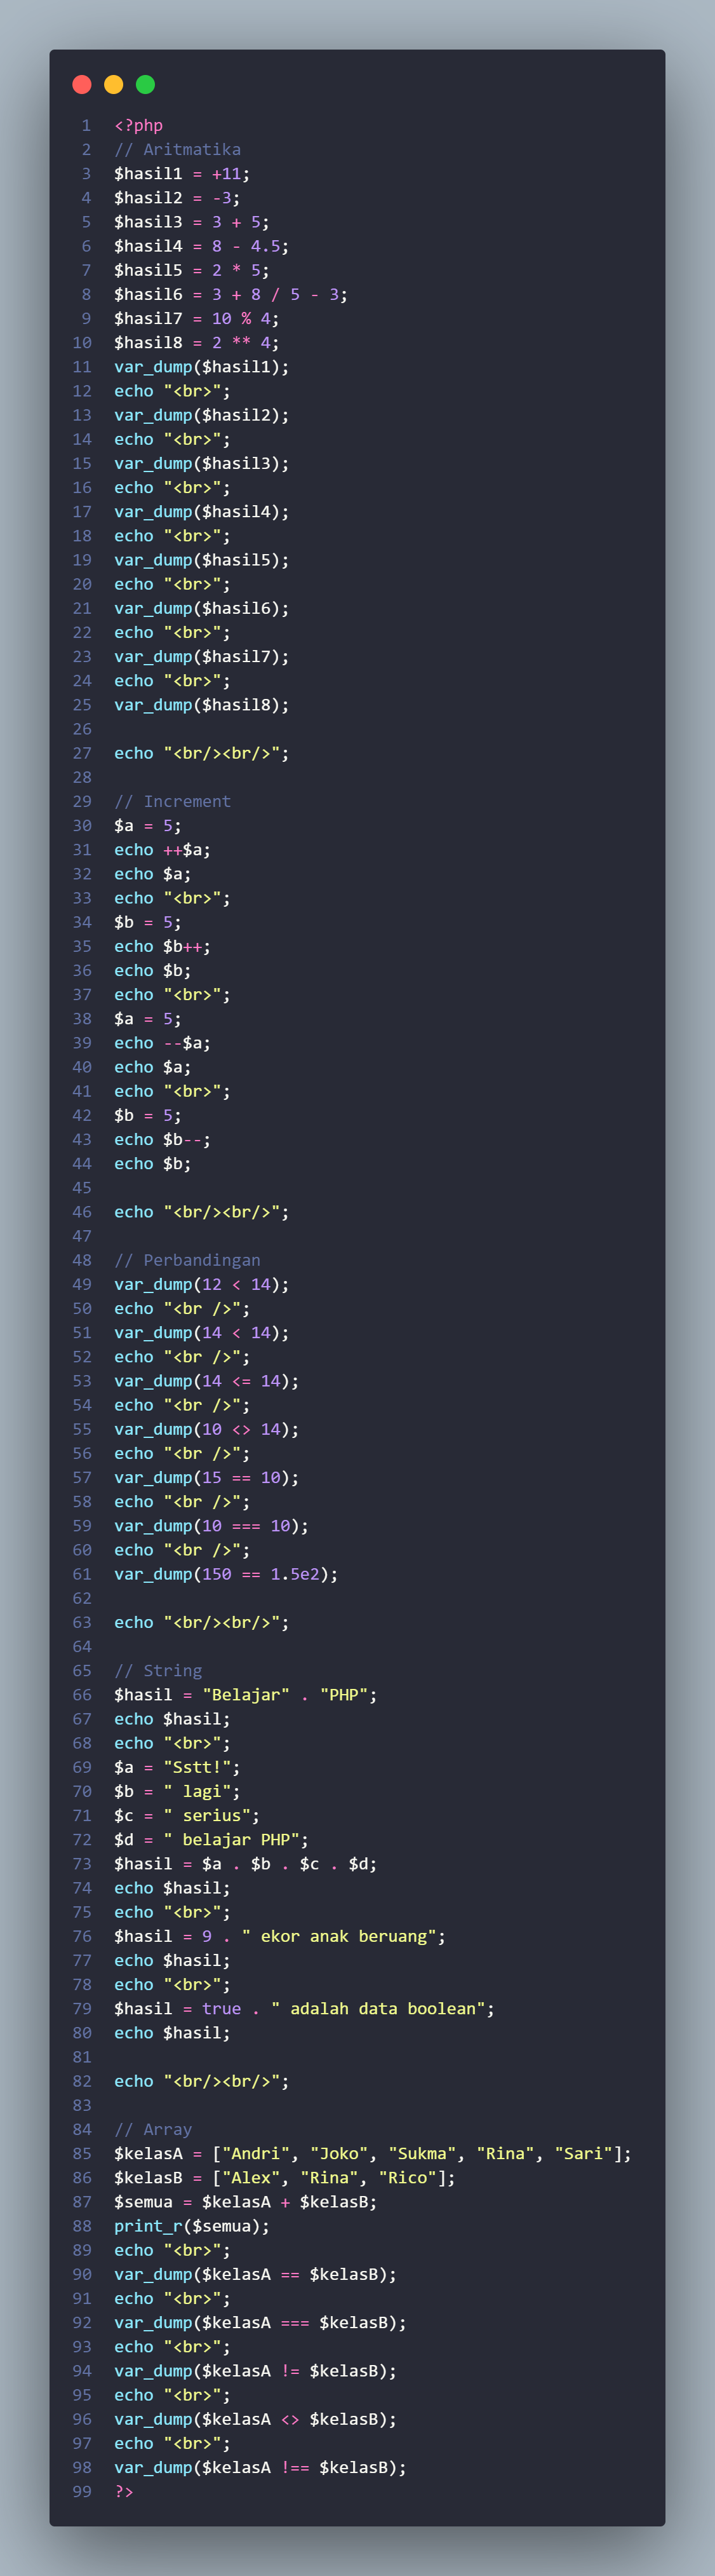 1 <?php
2 // Aritmatika
3 $hasil1 = +11;
4 $hasil2 = -3;
5 $hasil3 = 3 + 5;
6 $hasil4 = 8 - 4.5;
7 $hasil5 = 2 * 5;
8 $hasil6 = 3 + 8 / 5 - 3;
9 $hasil7 = 10 % 4;
10 $hasil8 = 2 ** 4;
11 var_dump($hasil1);
12 echo "<br>";
13 var_dump($hasil2);
14 echo "<br>";
15 var_dump($hasil3);
16 echo "<br>";
17 var_dump($hasil4);
18 echo "<br>";
19 var_dump($hasil5);
20 echo "<br>";
21 var_dump($hasil6);
22 echo "<br>";
23 var_dump($hasil7);
24 echo "<br>";
25 var_dump($hasil8);
26
27 echo "<br/><br/>";
28
29 // Increment
30 $a = 5;
31 echo ++$a;
32 echo $a;
33 echo "<br>";
34 $b = 5;
35 echo $b++;
36 echo $b;
37 echo "<br>";
38 $a = 5;
39 echo --$a;
40 echo $a;
41 echo "<br>";
42 $b = 5;
43 echo $b--;
44 echo $b;
45
46 echo "<br/><br/>";
47
48 // Perbandingan
49 var_dump(12 < 14);
50 echo "<br />";
51 var_dump(14 < 14);
52 echo "<br />";
53 var_dump(14 <= 14);
54 echo "<br />";
55 var_dump(10 <> 14);
56 echo "<br />";
57 var_dump(15 == 10);
58 echo "<br />";
59 var_dump(10 === 10);
60 echo "<br />";
61 var_dump(150 == 1.5e2);
62
63 echo "<br/><br/>";
64
65 // String
66 $hasil = "Belajar" . "PHP";
67 echo $hasil;
68 echo "<br>";
69 $a = "Sstt!";
70 $b = " lagi";
71 $c = " serius";
72 $d = " belajar PHP";
73 $hasil = $a . $b . $c . $d;
74 echo $hasil;
75 echo "<br>";
76 $hasil = 9 . " ekor anak beruang";
77 echo $hasil;
78 echo "<br>";
79 $hasil = true . " adalah data boolean";
80 echo $hasil;
81
82 echo "<br/><br/>";
83
84 // Array
85 $kelasA = ["Andri", "Joko", "Sukma", "Rina", "Sari"];
86 $kelasB = ["Alex", "Rina", "Rico"];
87 $semua = $kelasA + $kelasB;
88 print_r($semua);
89 echo "<br>";
90 var_dump($kelasA == $kelasB);
91 echo "<br>";
92 var_dump($kelasA === $kelasB);
93 echo "<br>";
94 var_dump($kelasA != $kelasB);
95 echo "<br>";
96 var_dump($kelasA <> $kelasB);
97 echo "<br>";
98 var_dump($kelasA !== $kelasB);
99 ?>